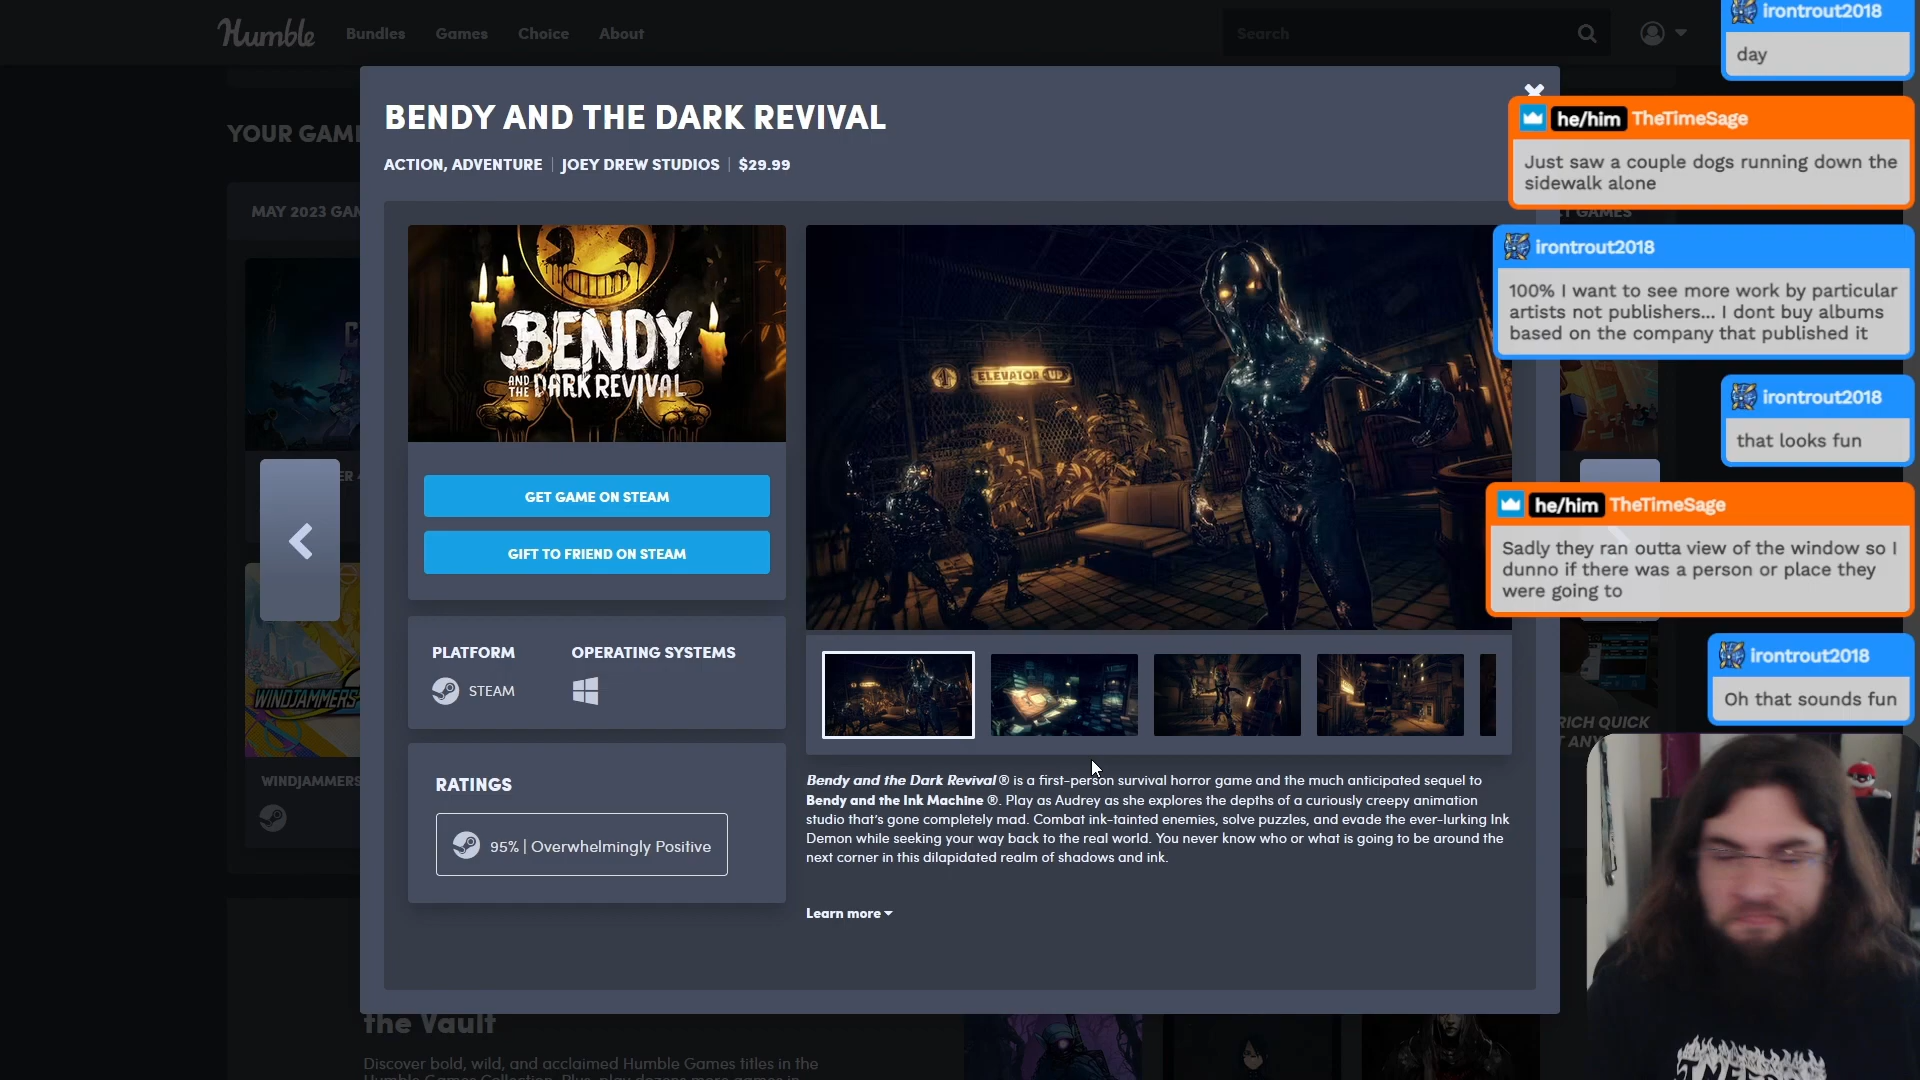 Humble
Bundles
Games
Choice
About
Search
YOUR GAM
MAY 2023 GAM
WINDJAMMERS
WINDJAMMERS
BENDY AND THE DARK REVIVAL
ACTION, ADVENTURE | JOEY DREW STUDIOS | $29.99
BENDY
AND THE DARK REVIVAL
ELEVATOR UP
GET GAME ON STEAM
GIFT TO FRIEND ON STEAM
PLATFORM
OPERATING SYSTEMS
STEAM
RATINGS
95% | Overwhelmingly Positive
Bendy and the Dark Revival® is a first-person survival horror game and the much anticipated sequel to
Bendy and the Ink Machine ®. Play as Audrey as she explores the depths of a curiously creepy animation
studio that's gone completely mad. Combat ink-tainted enemies, solve puzzles, and evade the ever-lurking Ink
Demon while seeking your way back to the real world. You never know who or what is going to be around the
next corner in this dilapidated realm of shadows and ink.
Learn more
the Vault
Discover bold, wild, and acclaimed Humble Games titles in the
irontrout2018
day
he/him TheTimeSage
Just saw a couple dogs running down the
sidewalk alone
GAMES
irontrout2018
100% I want to see more work by particular
artists not publishers... I dont buy albums
based on the company that published it
irontrout2018
that looks fun
he/him TheTimeSage
Sadly they ran outta view of the window so I
dunno if there was a person or place they
were going to
irontrout2018
Oh that sounds fun
RICH QUICK